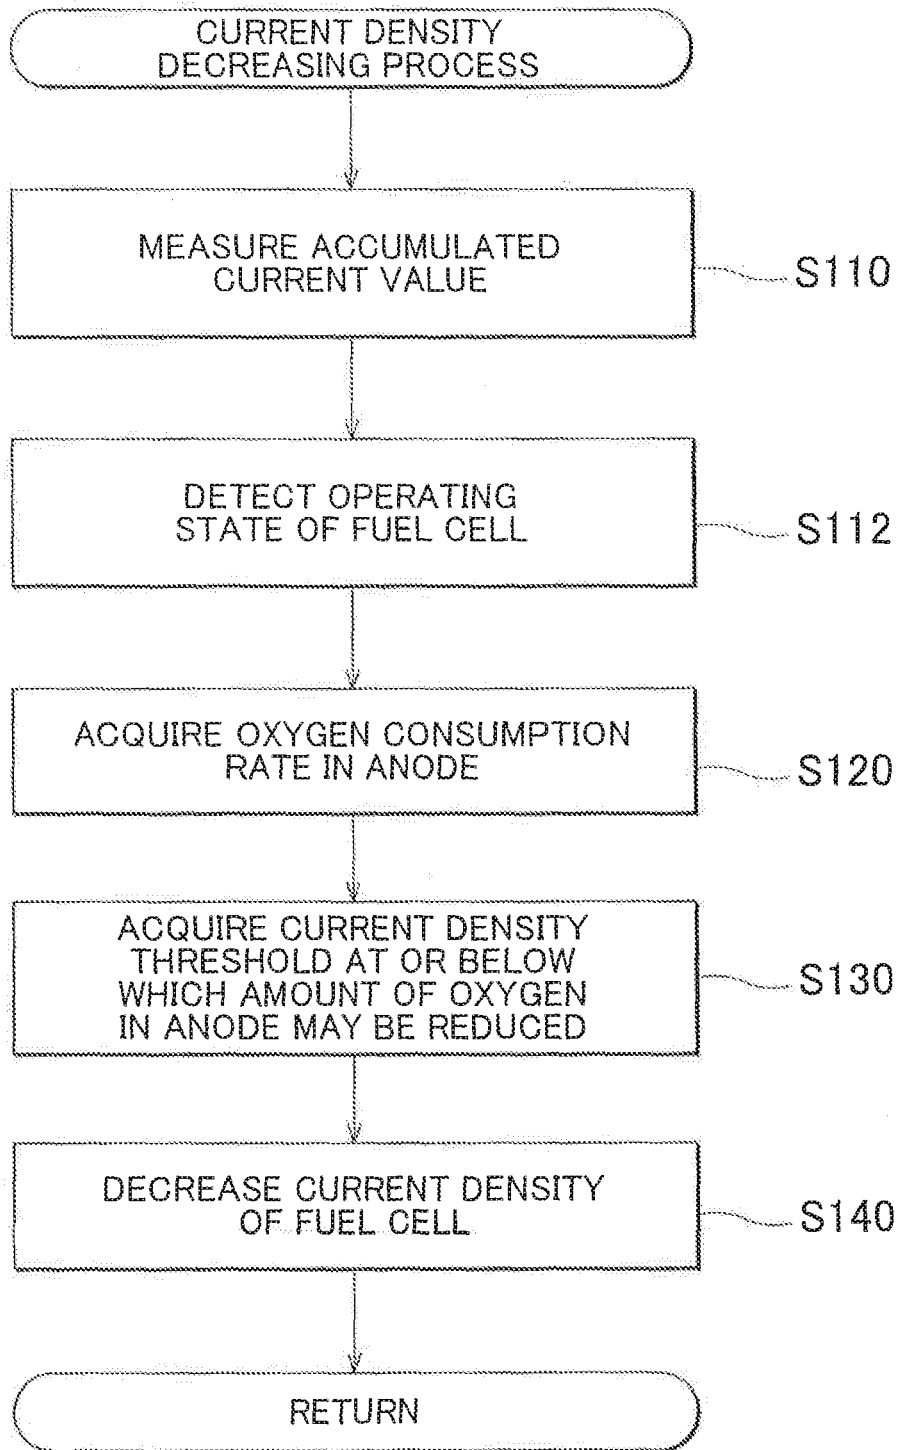 CURRENT DENSITY
DECREASING PROCESS
MEASURE ACCUMULATED
CURRENT VALUE
S110
DETECT OPERATING
STATE OF FUEL CELL
S112
ACQUIRE OXYGEN CONSUMPTION
RATE IN ANODE
S120
ACQUIRE CURRENT DENSITY
THRESHOLD AT OR BELOW
WHICH AMOUNT OF OXYGEN
IN ANODE MAY BE REDUCED
S130
DECREASE CURRENT DENSITY
OF FUEL CELL
S140
RETURN